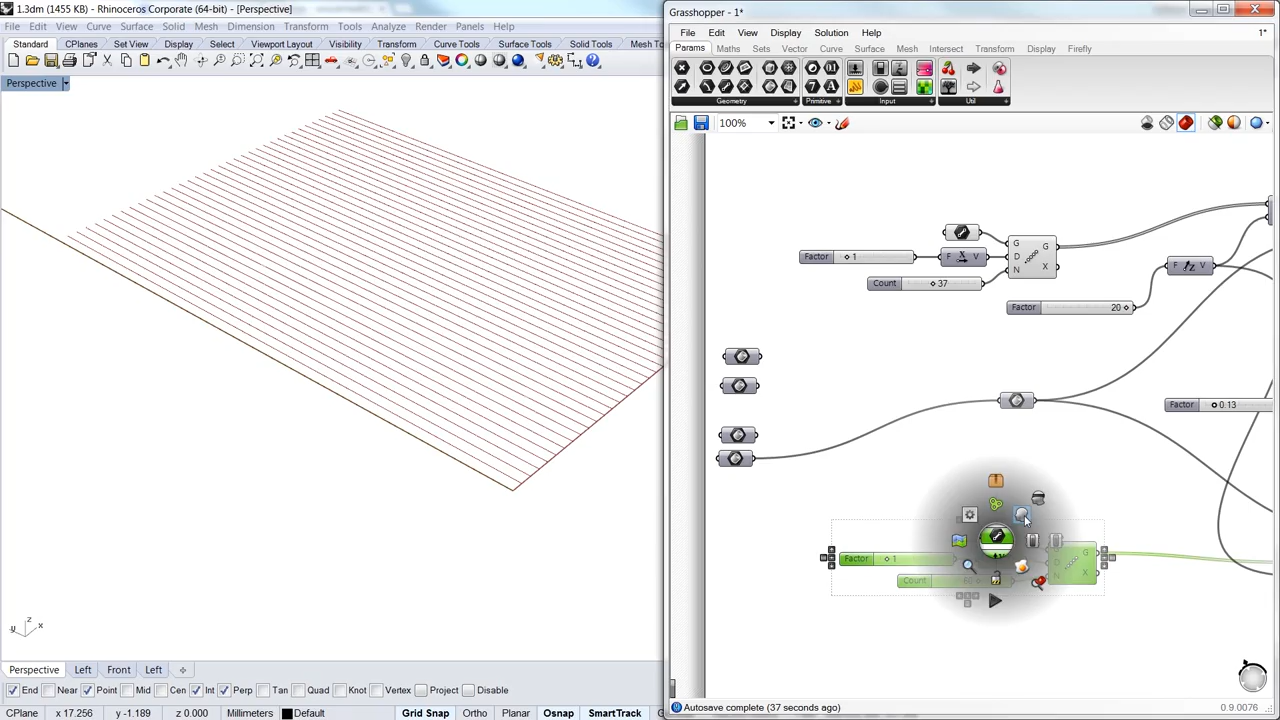 1.3dm (1455 KB) - Rhinoceros Corporate (64-bit) - [Perspective]
File Edit View Curve Surface Solid Mesh Dimension Transform Tools Analyze Render Panels Help
Standard CPlanes Set View Display Select Viewport Layout Visibility Transform Curve Tools Surface Tools Solid Tools Mesh To
Perspective
z
y x
Perspective Left Front Left
End Near Point Mid Cen Int Perp Tan Quad Knot Vertex Project Disable
CPlane x 17.256 y -1.189 z 0.000 Millimeters Default Grid Snap Ortho Planar Osnap SmartTrack
Grasshopper - 1*
File Edit View Display Solution Help 1*
Params Maths Sets Vector Curve Surface Mesh Intersect Transform Display Firefly
Geometry Primitive Input Util
100%
G
Factor 1 F X V D G
Count 37 N X
F Z V
Factor 20
Factor 0.13
Factor 1 D G
Count N X
Autosave complete (37 seconds ago) 0.9.0076